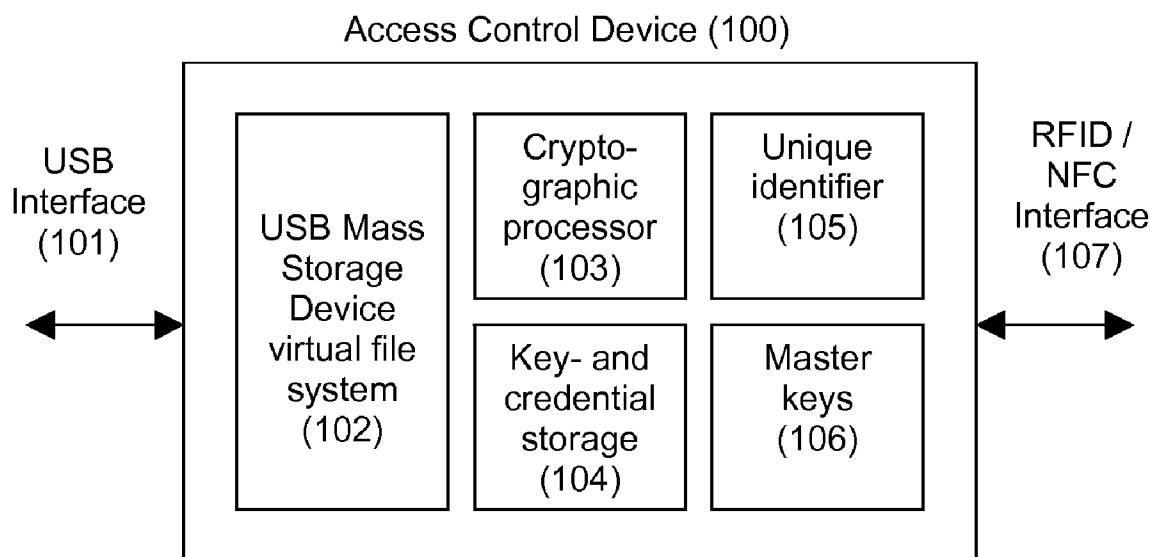 Access Control Device (100)
USB
Interface
(101)
USB Mass
Storage
Device
virtual file
system
(102)
Crypto-
graphic
processor
(103)
Unique
identifier
(105)
Key- and
credential
storage
(104)
Master
keys
(106)
RFID /
NFC
Interface
(107)